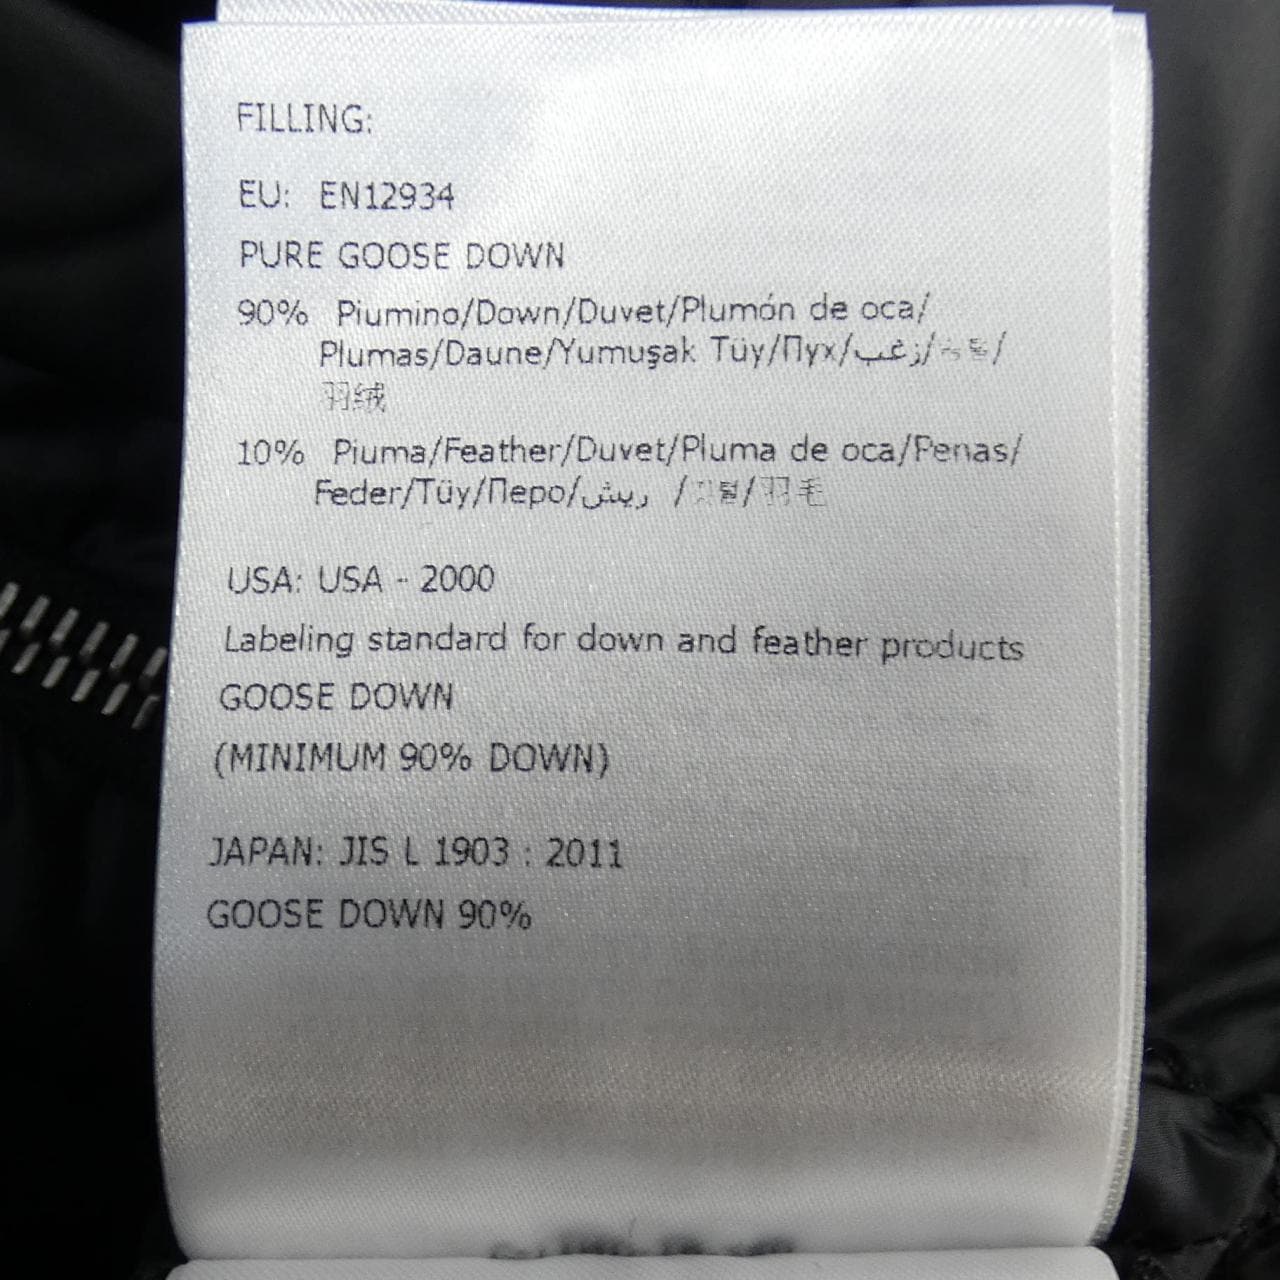 FILLING:
EU: EN12934
PURE GOOSE DOWN
90% Piumino/Down/Duvet/Plumón de oca/
Plumas/Daune/Yumuşak Tüy/Пух/زغب/
羽绒
10% Piuma/Feather/Duvet/Pluma de oca/Penas/
Feder/Tüy/Перо/ريش /깃털/羽毛
USA: USA - 2000
Labeling standard for down and feather products
GOOSE DOWN
(MINIMUM 90% DOWN)
JAPAN: JIS L 1903 : 2011
GOOSE DOWN 90%